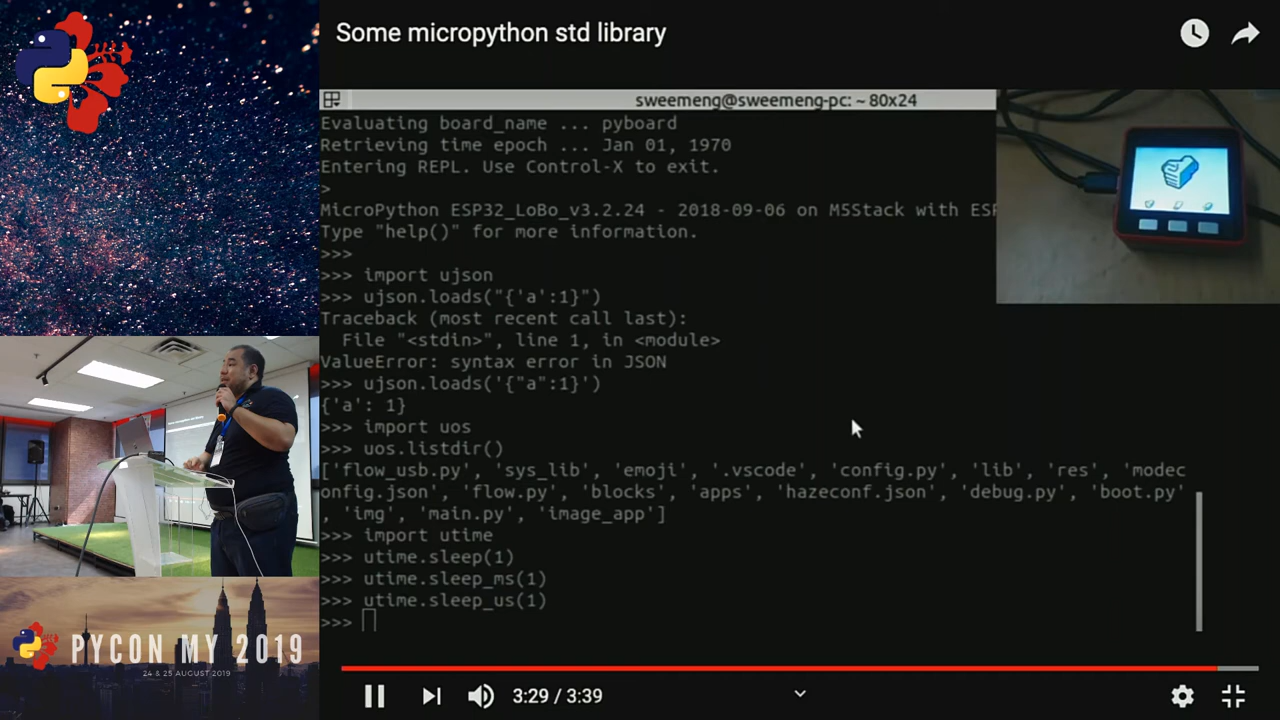 Some micropython std library
sweemeng@sweemeng-pc: ~ 80x24
Evaluating board_name ... pyboard
Retrieving time epoch ... Jan 01, 1970
Entering REPL. Use Control-X to exit.
>
MicroPython ESP32_LoBo_v3.2.24 - 2018-09-06 on M5Stack with ESP
Type "help()" for more information.
>>>
>>> import ujson
>>> ujson.loads("{'a':1}")
Traceback (most recent call last):
  File "<stdin>", line 1, in <module>
ValueError: syntax error in JSON
>>> ujson.loads('{"a":1}')
{'a': 1}
>>> import uos
>>> uos.listdir()
['flow_usb.py', 'sys_lib', 'emoji', '.vscode', 'config.py', 'lib', 'res', 'modec
onfig.json', 'flow.py', 'blocks', 'apps', 'hazeconf.json', 'debug.py', 'boot.py'
, 'img', 'main.py', 'image_app']
>>> import utime
>>> utime.sleep(1)
>>> utime.sleep_ms(1)
>>> utime.sleep_us(1)
>>>
3:29 / 3:39
PYCON MY 2019
24 & 25 AUGUST 2019